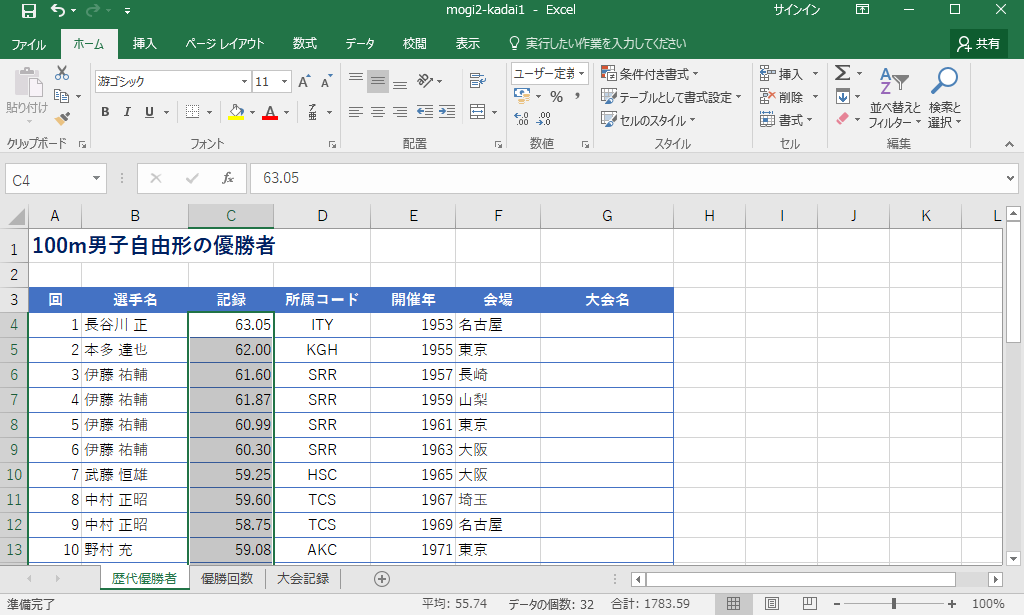 mogi2-kadai1 - Excel
サインイン
ファイル ホーム 挿入 ページ レイアウト 数式 データ 校閲 表示 実行したい作業を入力してください 共有
貼り付け
クリップボード
游ゴシック 11
B I U
フォント
配置
ユーザー定義
数値
条件付き書式
テーブルとして書式設定
セルのスタイル
スタイル
挿入
削除
書式
セル
並べ替えと
フィルター
検索と
選択
編集
C4 fx 63.05
A B C D E F G H I J K L
1 100m男子自由形の優勝者
2
3 回 選手名 記録 所属コード 開催年 会場 大会名
4 1 長谷川 正 63.05 ITY 1953 名古屋
5 2 本多 達也 62.00 KGH 1955 東京
6 3 伊藤 祐輔 61.60 SRR 1957 長崎
7 4 伊藤 祐輔 61.87 SRR 1959 山梨
8 5 伊藤 祐輔 60.99 SRR 1961 東京
9 6 伊藤 祐輔 60.30 SRR 1963 大阪
10 7 武藤 恒雄 59.25 HSC 1965 大阪
11 8 中村 正昭 59.60 TCS 1967 埼玉
12 9 中村 正昭 58.75 TCS 1969 名古屋
13 10 野村 充 59.08 AKC 1971 東京
歴代優勝者 優勝回数 大会記録
準備完了 平均: 55.74 データの個数: 32 合計: 1783.59 100%